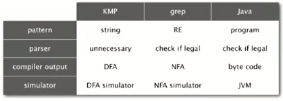 KMP grep Java
pattern string RE program
parser unnecessary check if legal check if legal
compiler output DFA NFA byte code
simulator DFA simulator NFA simulator JVM